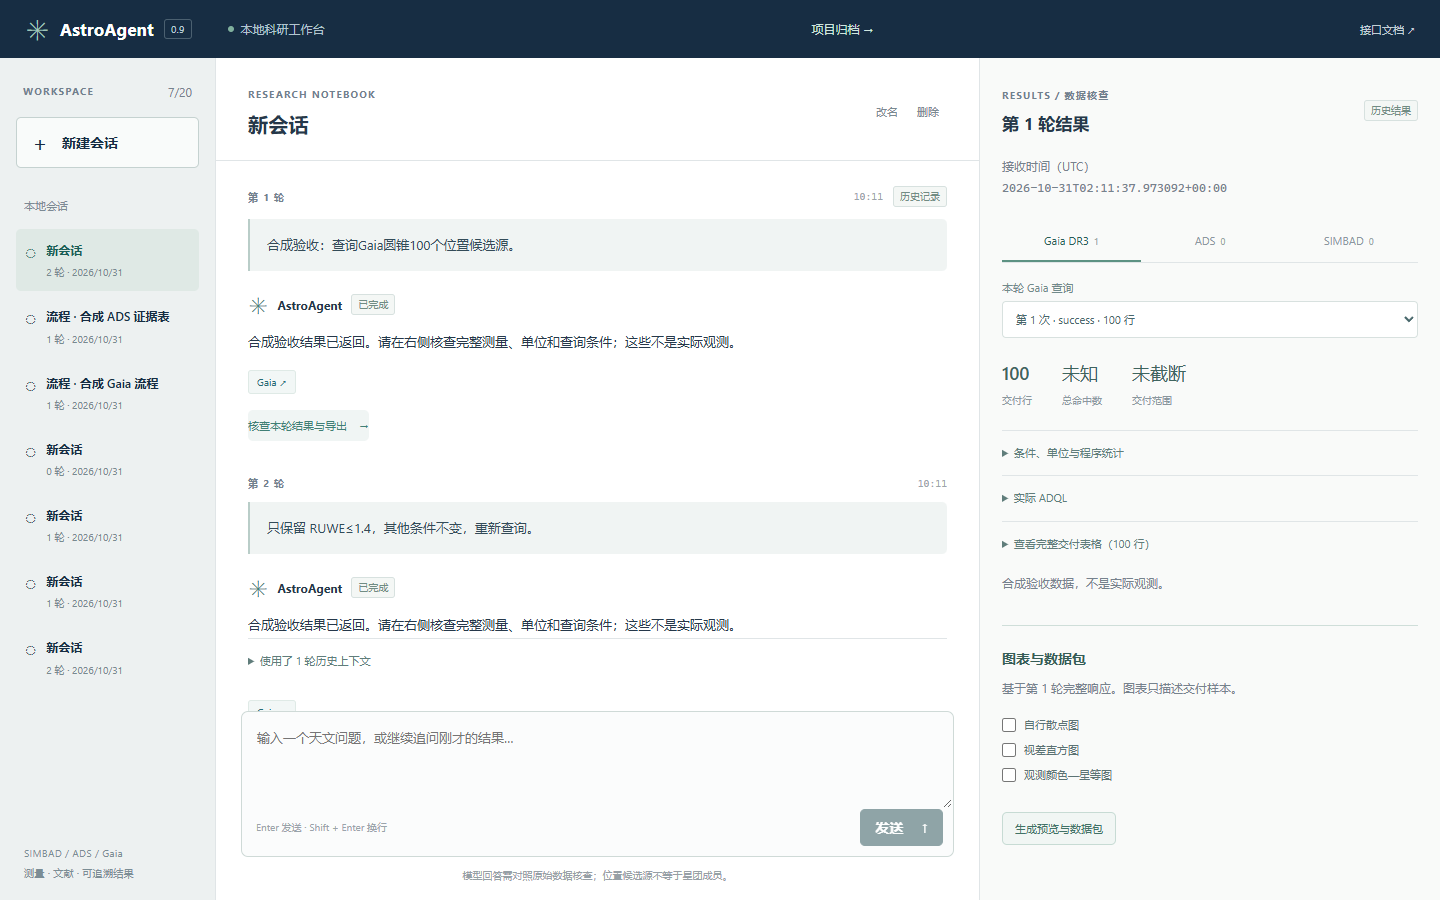 AstroAgent 0.9
本地科研工作台
项目归档 →
接口文档 ↗
WORKSPACE 7/20
+ 新建会话
本地会话
新会话
2 轮 · 2026/10/31
流程 · 合成 ADS 证据表
1 轮 · 2026/10/31
流程 · 合成 Gaia 流程
1 轮 · 2026/10/31
新会话
0 轮 · 2026/10/31
新会话
1 轮 · 2026/10/31
新会话
1 轮 · 2026/10/31
新会话
2 轮 · 2026/10/31
SIMBAD / ADS / Gaia
测量 · 文献 · 可追溯结果
RESEARCH NOTEBOOK
新会话
改名 删除
第 1 轮 10:11 历史记录
合成验收：查询Gaia圆锥100个位置候选源。
AstroAgent 已完成
合成验收结果已返回。请在右侧核查完整测量、单位和查询条件；这些不是实际观测。
Gaia ↗
核查本轮结果与导出 →
第 2 轮 10:11
只保留 RUWE≤1.4，其他条件不变，重新查询。
AstroAgent 已完成
合成验收结果已返回。请在右侧核查完整测量、单位和查询条件；这些不是实际观测。
▶ 使用了 1 轮历史上下文
输入一个天文问题，或继续追问刚才的结果...
Enter 发送 · Shift + Enter 换行
发送 ↑
模型回答需对照原始数据核查；位置候选源不等于星团成员。
RESULTS / 数据核查
第 1 轮结果
历史结果
接收时间（UTC）
2026-10-31T02:11:37.973092+00:00
Gaia DR3 1 ADS 0 SIMBAD 0
本轮 Gaia 查询
第 1 次 · success · 100 行
100 未知 未截断
交付行 总命中数 交付范围
▶ 条件、单位与程序统计
▶ 实际 ADQL
▶ 查看完整交付表格（100 行）
合成验收数据，不是实际观测。
图表与数据包
基于第 1 轮完整响应。图表只描述交付样本。
自行散点图
视差直方图
观测颜色—星等图
生成预览与数据包